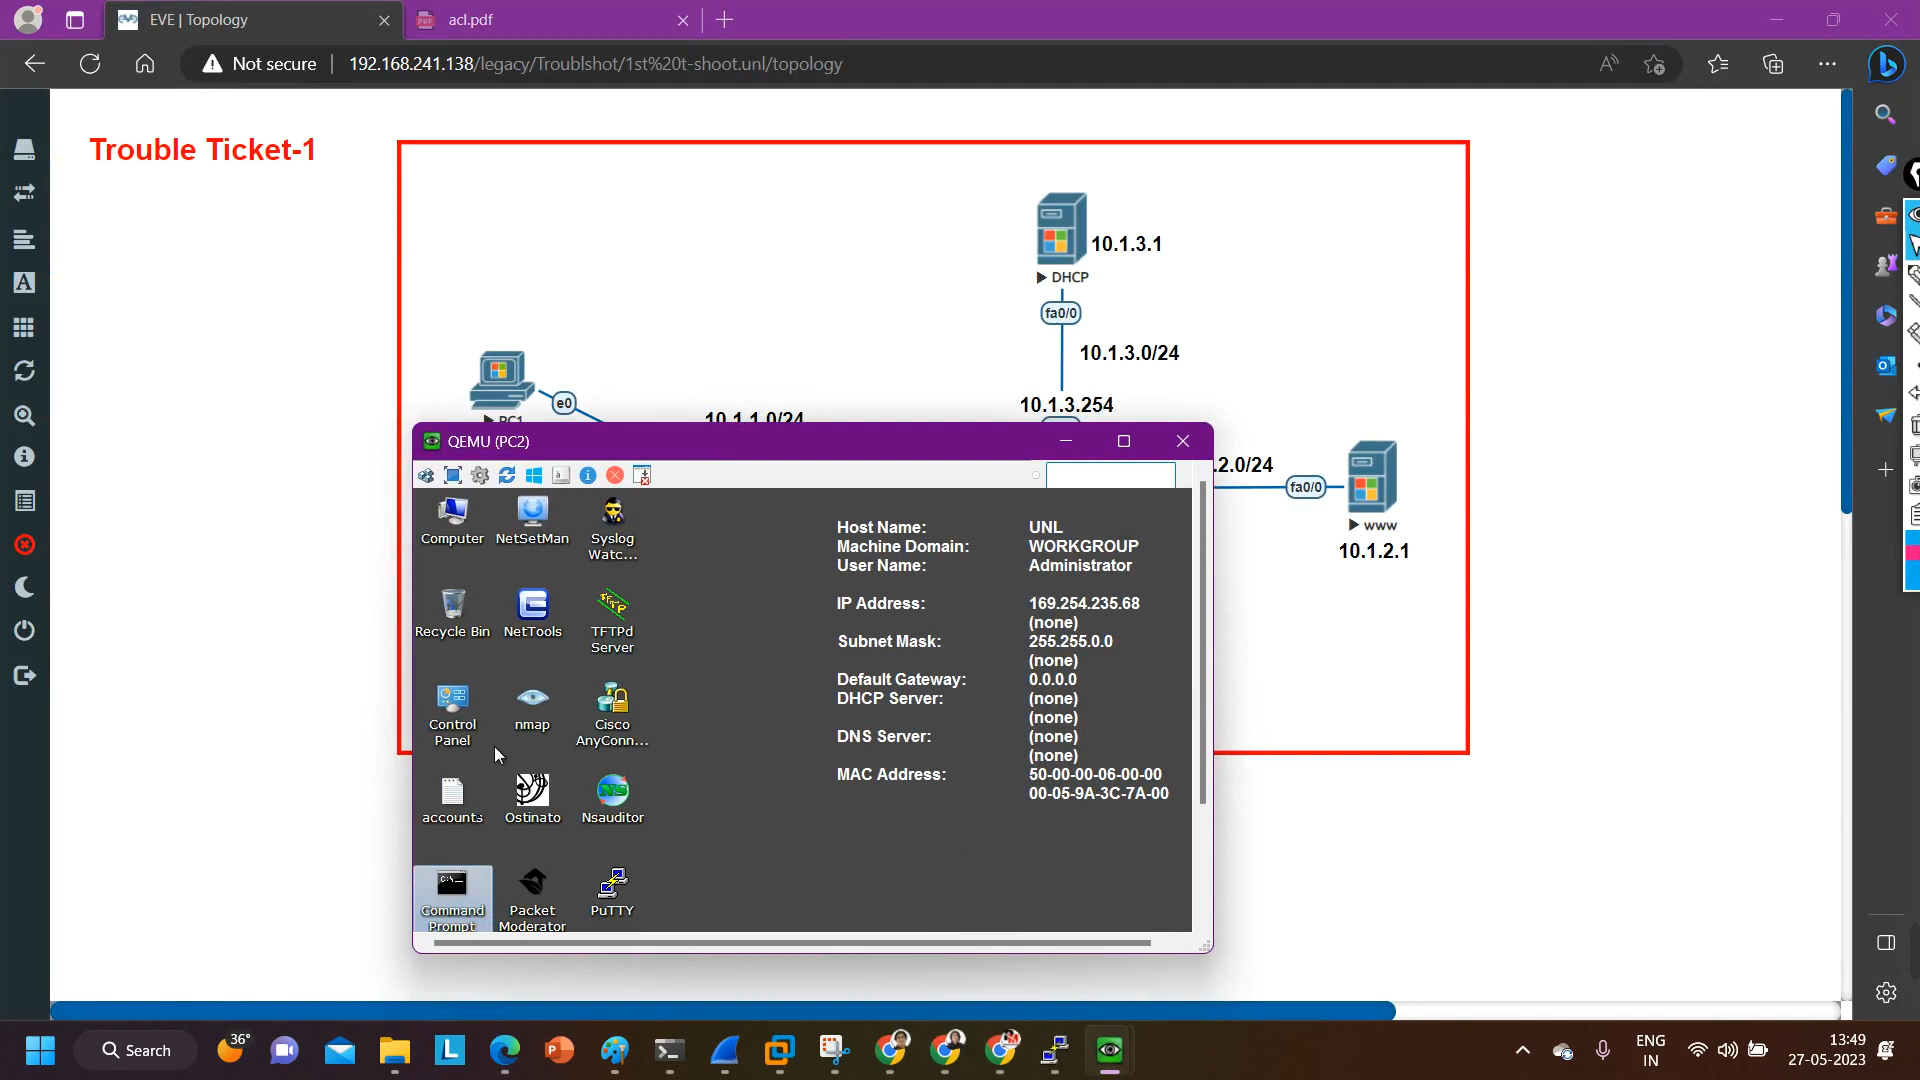 EVE | Topology
acl.pdf
Not secure
192.168.241.138/legacy/Troublshot/1st%20t-shoot.unl/topology
Trouble Ticket-1
10.1.3.1
DHCP
fa0/0
10.1.3.0/24
e0
PC1
10.1.1.0/24
10.1.3.254
.2.0/24
fa0/0
www
10.1.2.1
QEMU (PC2)
Computer
NetSetMan
Syslog
Watc...
Recycle Bin
NetTools
TFTPd
Server
Control
Panel
nmap
Cisco
AnyConn...
accounts
Ostinato
Nsauditor
Command
Prompt
Packet
Moderator
PuTTY
Host Name: UNL
Machine Domain: WORKGROUP
User Name: Administrator
IP Address: 169.254.235.68
(none)
Subnet Mask: 255.255.0.0
(none)
Default Gateway: 0.0.0.0
DHCP Server: (none)
(none)
DNS Server: (none)
(none)
MAC Address: 50-00-00-06-00-00
00-05-9A-3C-7A-00
36°
Search
ENG
IN
13:49
27-05-2023